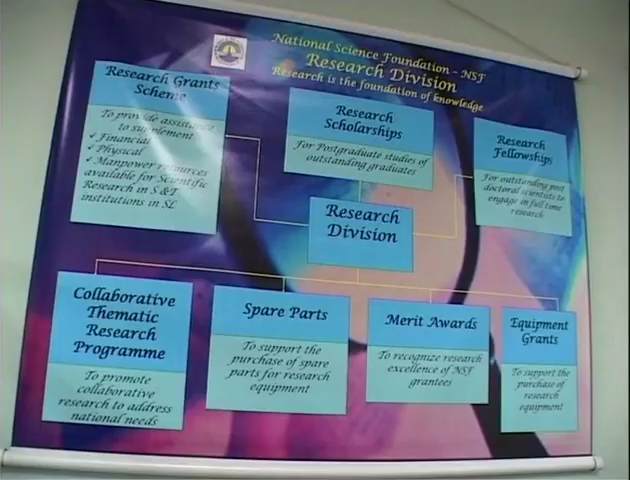 National Science Foundation - NSF
Research Division
Research is the foundation of knowledge
Research Grants
Scheme
To provide assistance
to supplement
✓ Financial
✓ Physical
✓ Manpower resources
available for Scientific
Research in S & T
institutions in SL
Research
Scholarships
For Postgraduate studies of
outstanding graduates
Research
Fellowships
For outstanding post
doctoral scientists to
engage in full time
research
Research
Division
Collaborative
Thematic
Research
Programme
To promote
collaborative
research to address
national needs
Spare Parts
To support the
purchase of spare
parts for research
equipment
Merit Awards
To recognize research
excellence of NSF
grantees
Equipment
Grants
To support the
purchase of
research
equipment